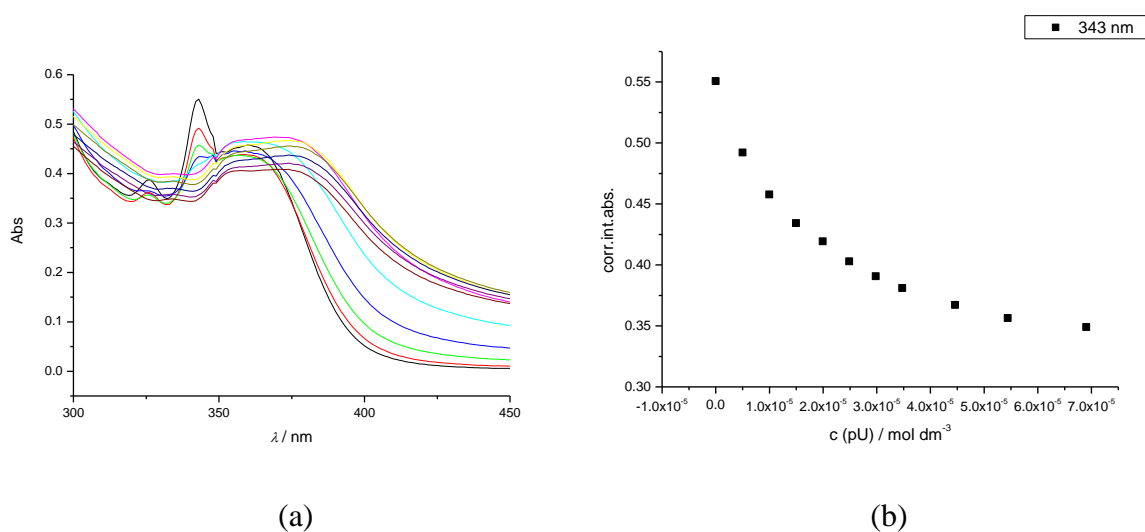 0.6
0.5
0.4
0.3
0.2
0.1
0.0
Abs
300
350
400
450
λ / nm
(a)
343 nm
0.55
0.50
0.45
0.40
0.35
0.30
corr.int.abs.
-1.0x10⁻⁵
0.0
1.0x10⁻⁵
2.0x10⁻⁵
3.0x10⁻⁵
4.0x10⁻⁵
5.0x10⁻⁵
6.0x10⁻⁵
7.0x10⁻⁵
c (pU) / mol dm⁻³
(b)